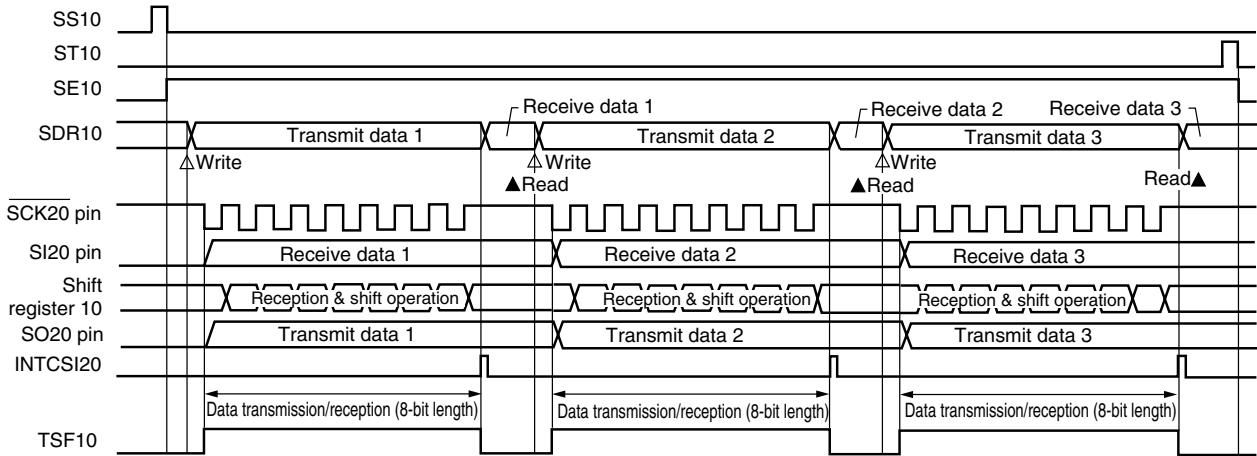 SS10
ST10
SE10
Receive data 1
Receive data 2
Receive data 3
SDR10
Transmit data 1
Transmit data 2
Transmit data 3
△Write
△Write
△Write
▲Read
▲Read
Read▲
SCK20 pin
SI20 pin
Receive data 1
Receive data 2
Receive data 3
Shift
register 10
Reception & shift operation
Reception & shift operation
Reception & shift operation
SO20 pin
Transmit data 1
Transmit data 2
Transmit data 3
INTCSI20
Data transmission/reception (8-bit length)
Data transmission/reception (8-bit length)
Data transmission/reception (8-bit length)
TSF10